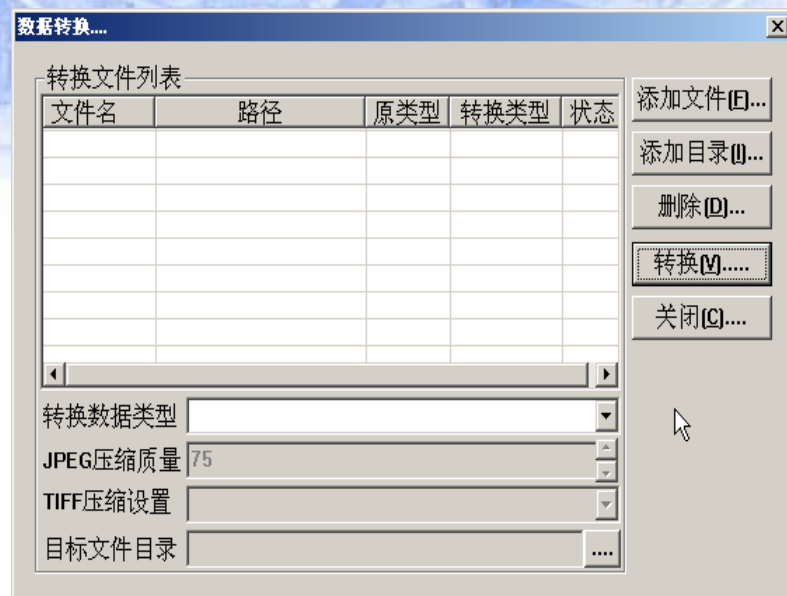 数据转换....
转换文件列表
文件名 路径 原类型 转换类型 状态
添加文件(F)...
添加目录(I)...
删除(D)...
转换(V).....
关闭(C)....
转换数据类型
JPEG压缩质量 75
TIFF压缩设置
目标文件目录 ....